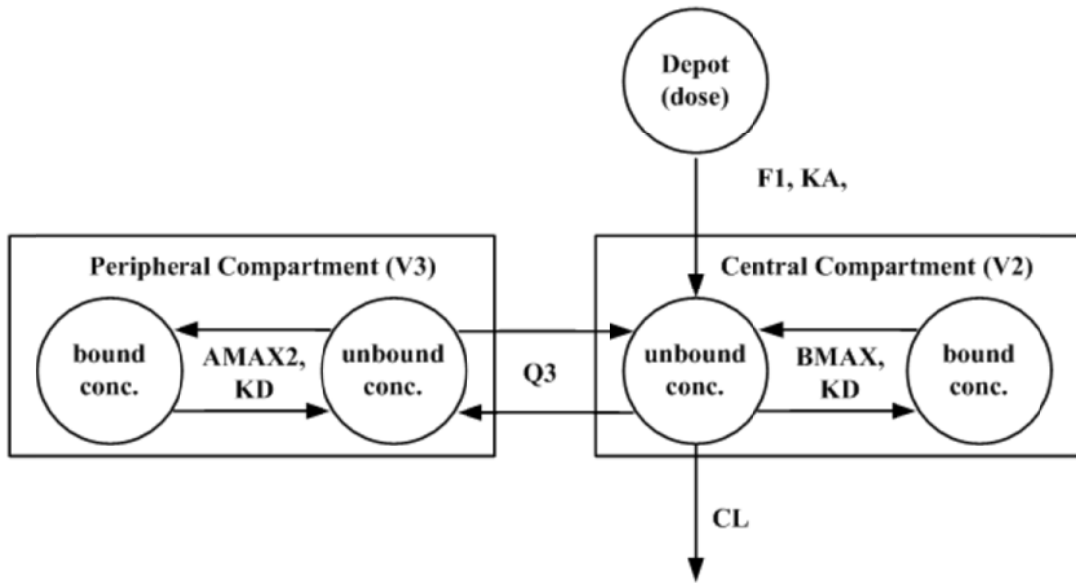 Depot
(dose)
F1, KA,
Peripheral Compartment (V3)
Central Compartment (V2)
bound
conc.
AMAX2,
KD
unbound
conc.
Q3
unbound
conc.
BMAX,
KD
bound
conc.
CL